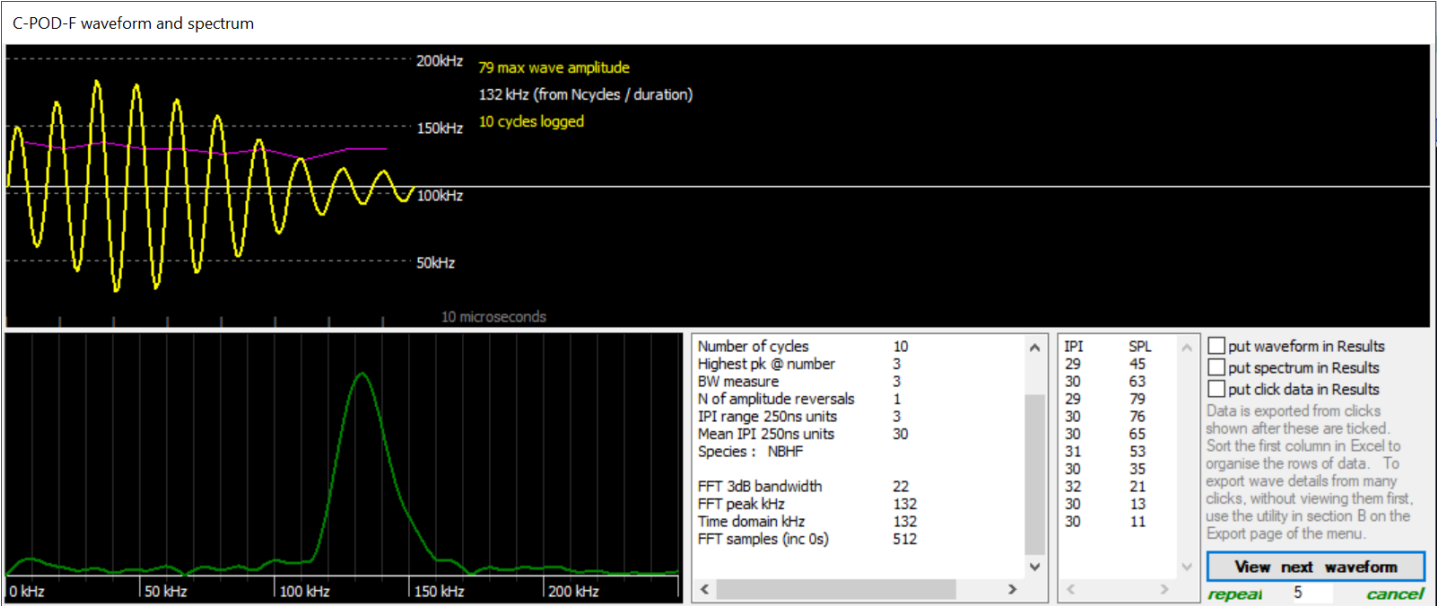 C-POD-F waveform and spectrum
200kHz
79 max wave amplitude
132 kHz (from Ncycles / duration)
150kHz
10 cycles logged
100kHz
50kHz
10 microseconds
0 kHz
50 kHz
100 kHz
150 kHz
200 kHz
Number of cycles 10
Highest pk @ number 3
BW measure 3
N of amplitude reversals 1
IPI range 250ns units 3
Mean IPI 250ns units 30
Species : NBHF
FFT 3dB bandwidth 22
FFT peak kHz 132
Time domain kHz 132
FFT samples (inc 0s) 512
IPI SPL
29 45
30 63
29 79
30 76
30 65
31 53
30 35
32 21
30 13
30 11
put waveform in Results
put spectrum in Results
put click data in Results
Data is exported from clicks
shown after these are ticked.
Sort the first column in Excel to
organise the rows of data. To
export wave details from many
clicks, without viewing them first,
use the utility in section B on the
Export page of the menu.
View next waveform
repeat 5 cancel